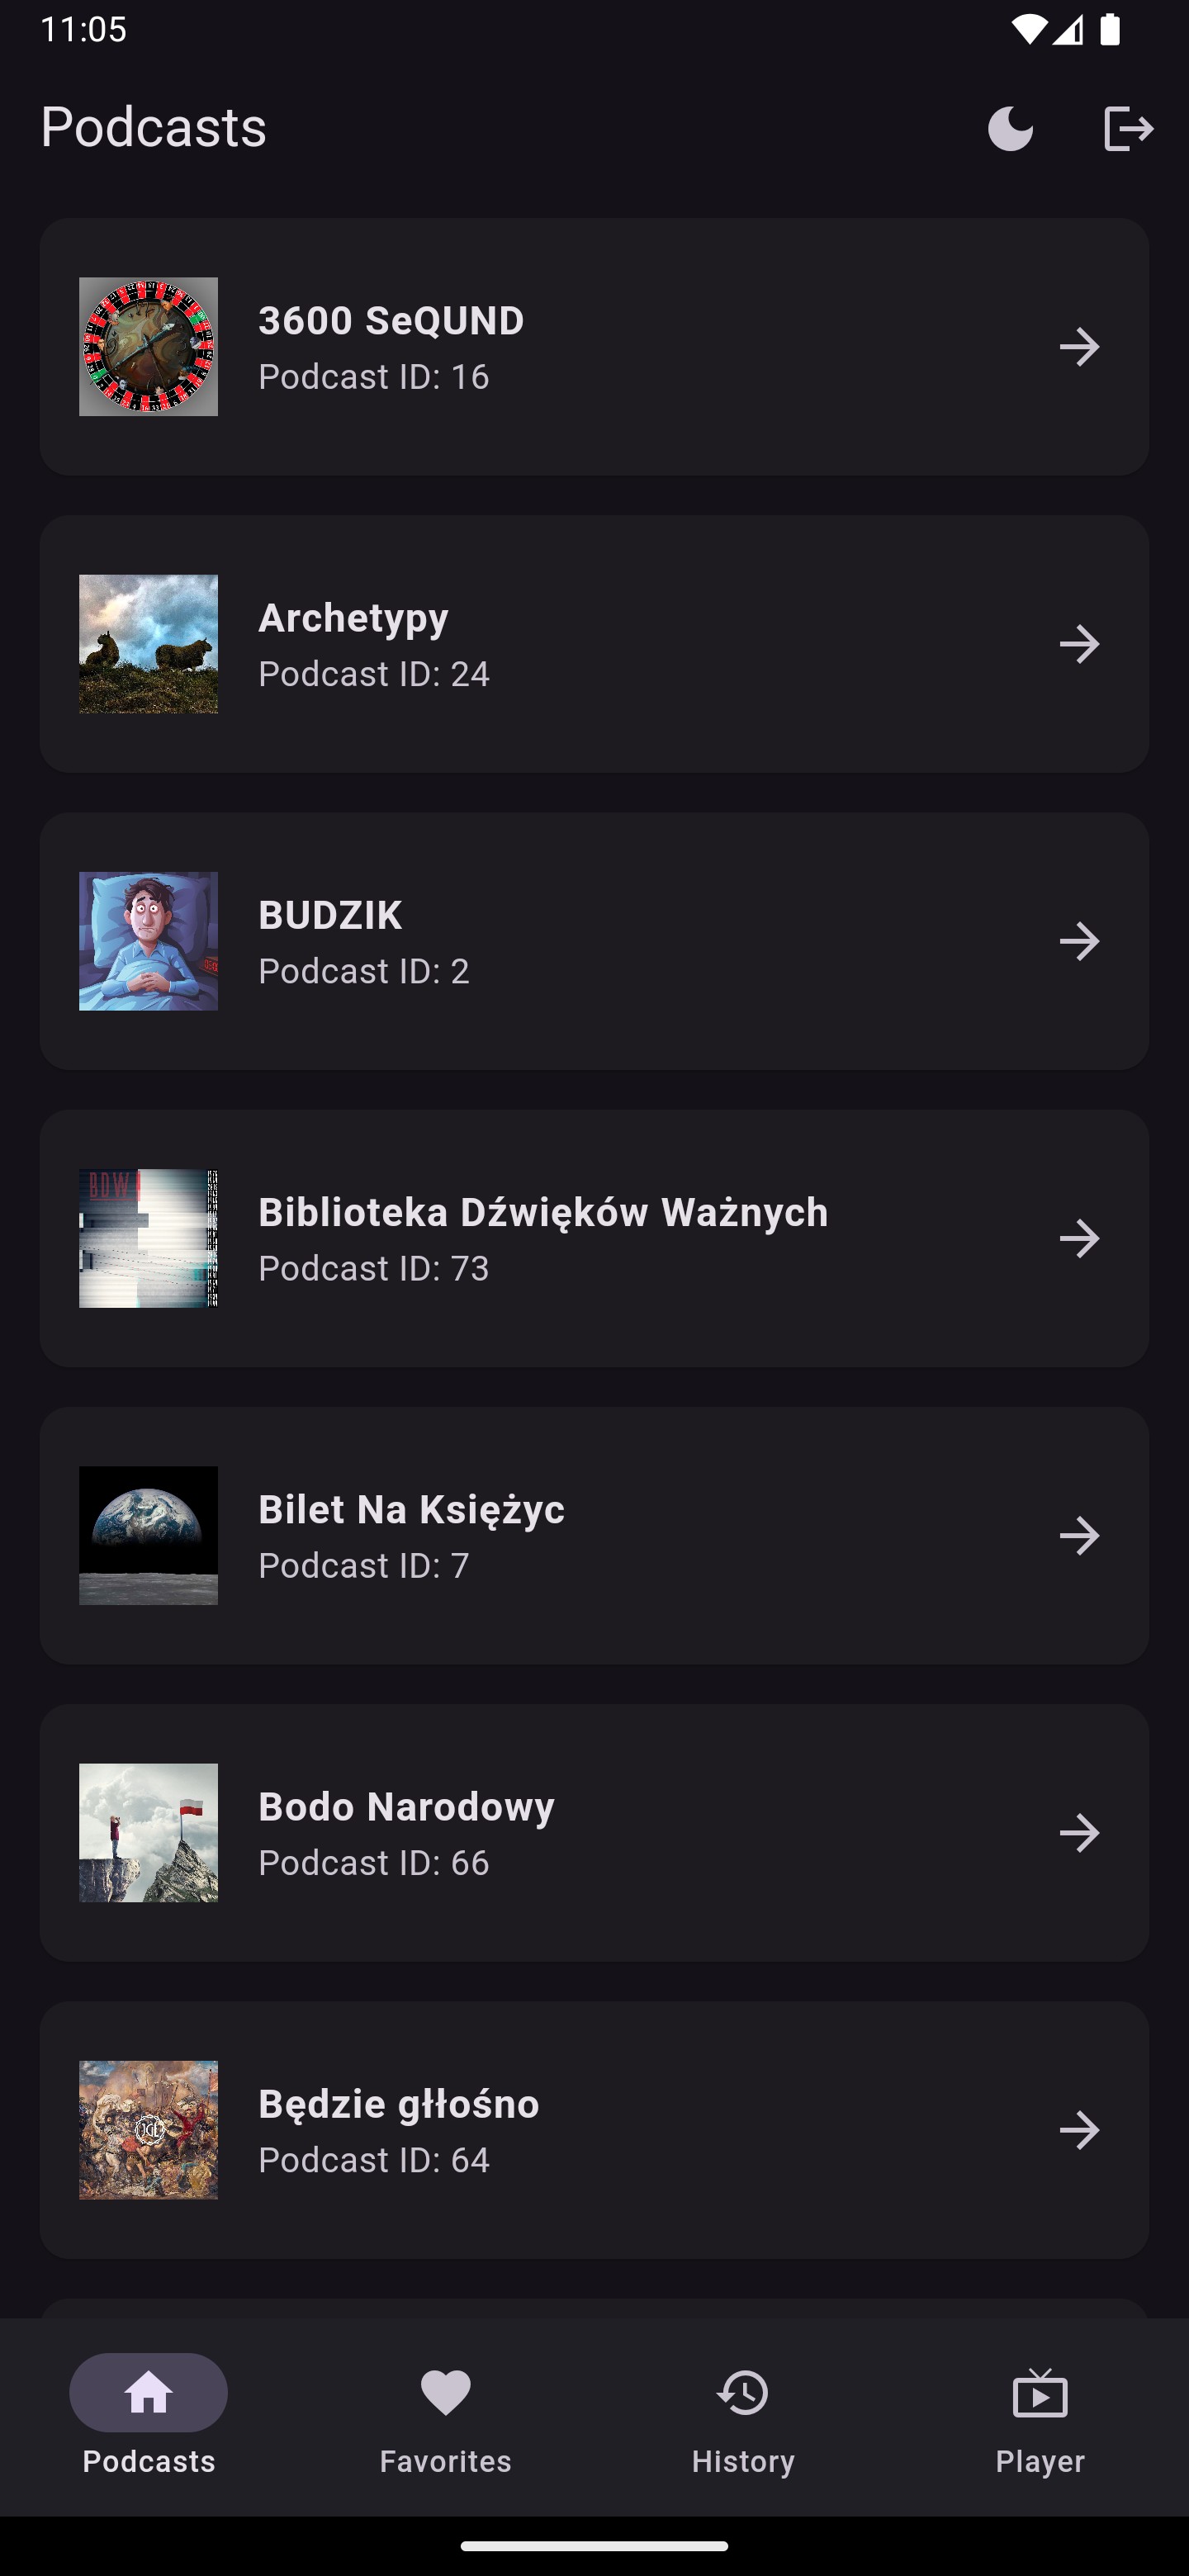 11:05
Podcasts
3600 SeQUND
Podcast ID: 16
Archetypy
Podcast ID: 24
BUDZIK
Podcast ID: 2
BDW
Biblioteka Dźwięków Ważnych
Podcast ID: 73
Bilet Na Księżyc
Podcast ID: 7
Bodo Narodowy
Podcast ID: 66
Będzie głłośno
Podcast ID: 64
Podcasts
Favorites
History
Player